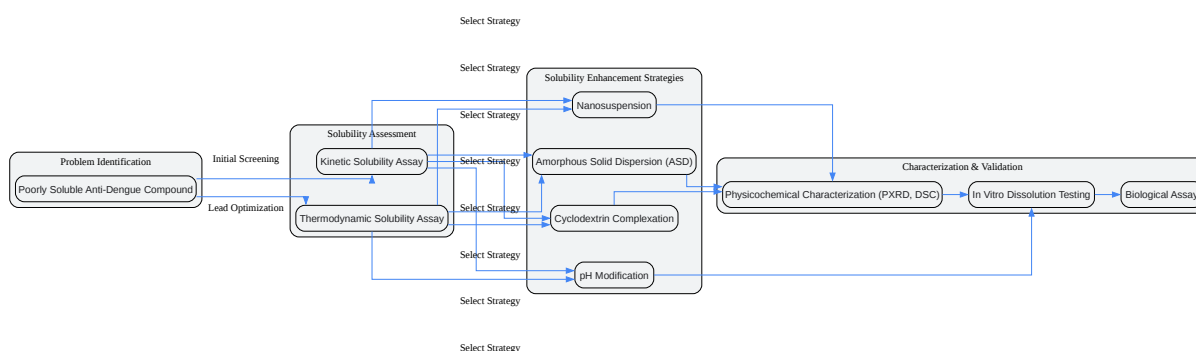 Select Strategy
Select Strategy
Solubility Enhancement Strategies
Nanosuspension
Select Strategy
Solubility Assessment
Problem Identification
Initial Screening
Kinetic Solubility Assay
Select Strategy
Amorphous Solid Dispersion (ASD)
Characterization & Validation
Poorly Soluble Anti-Dengue Compound
Physicochemical Characterization (PXRD, DSC)
In Vitro Dissolution Testing
Biological Assay
Lead Optimization
Thermodynamic Solubility Assay
Select Strategy
Cyclodextrin Complexation
Select Strategy
pH Modification
Select Strategy
Select Strategy